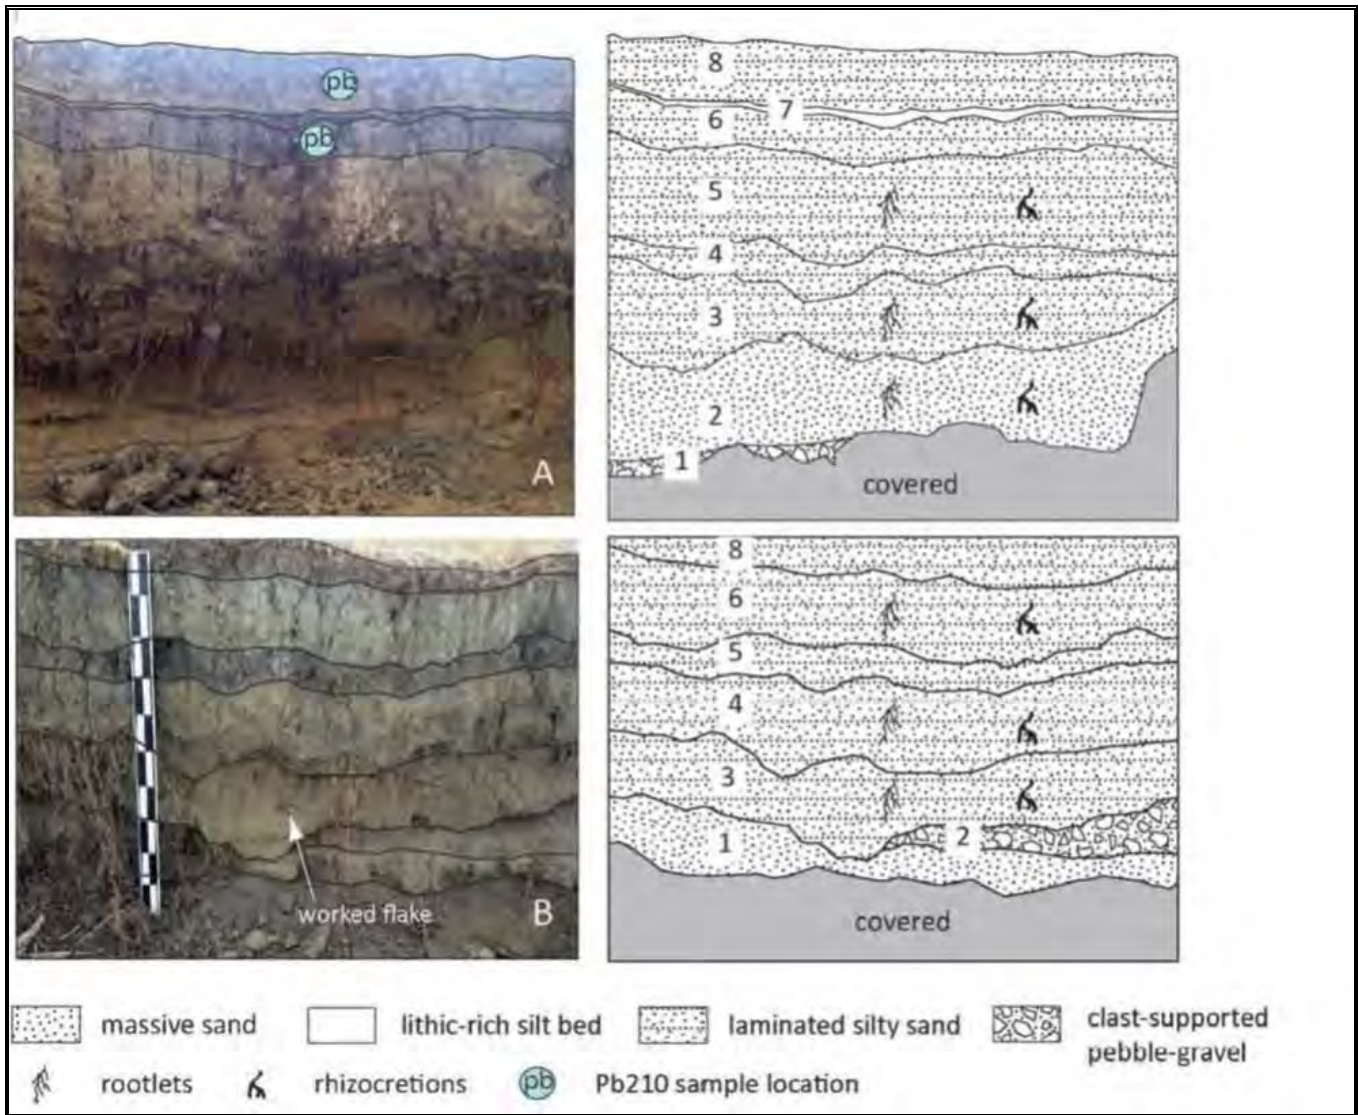 pb
pb
A
8
7
6
5
4
3
2
1
covered
worked flake
B
8
6
5
4
3
2
1
covered
massive sand
lithic-rich silt bed
laminated silty sand
clast-supported
pebble-gravel
rootlets
rhizocretions
pb
Pb210 sample location